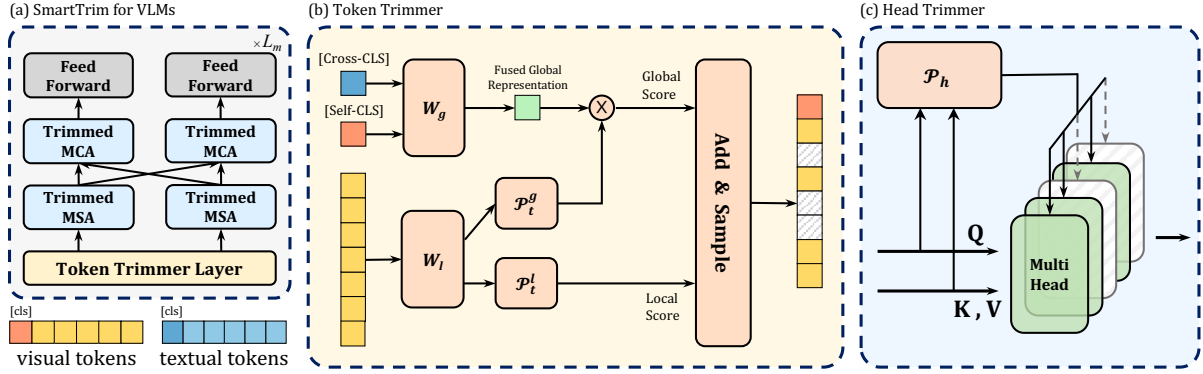 (a) SmartTrim for VLMs
×L_m
Feed Forward
Feed Forward
Trimmed MCA
Trimmed MCA
Trimmed MSA
Trimmed MSA
Token Trimmer Layer
[cls]
visual tokens
[cls]
textual tokens
(b) Token Trimmer
[Cross-CLS]
[Self-CLS]
W_g
Fused Global
Representation
X
Global
Score
W_l
P_t^g
P_t^l
Local
Score
Add & Sample
(c) Head Trimmer
P_h
Q
K , V
Multi
Head